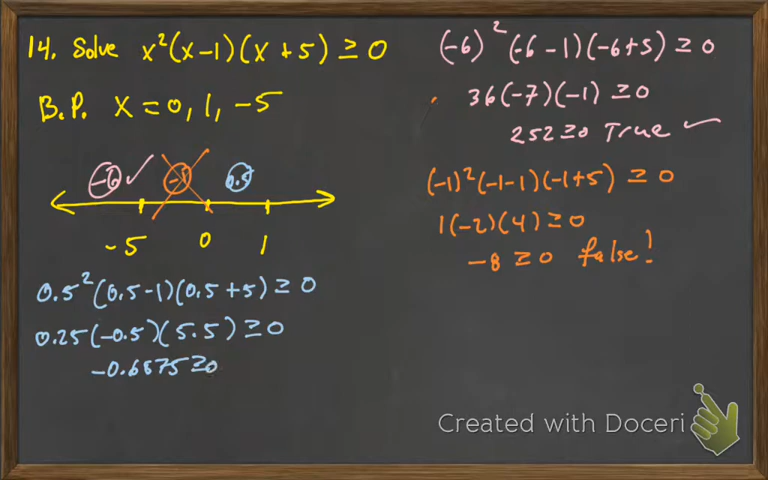 14. Solve x²(x-1)(x+5) ≥ 0
B.P. x = 0, 1, -5
-6 ✓ -1 0.5
-5 0 1
0.5²(0.5-1)(0.5+5) ≥ 0
0.25(-0.5)(5.5) ≥ 0
-0.6875 ≥ 0
(-6)²(-6-1)(-6+5) ≥ 0
36(-7)(-1) ≥ 0
252 ≥ 0 True ✓
(-1)²(-1-1)(-1+5) ≥ 0
1(-2)(4) ≥ 0
-8 ≥ 0 false!
Created with Doceri